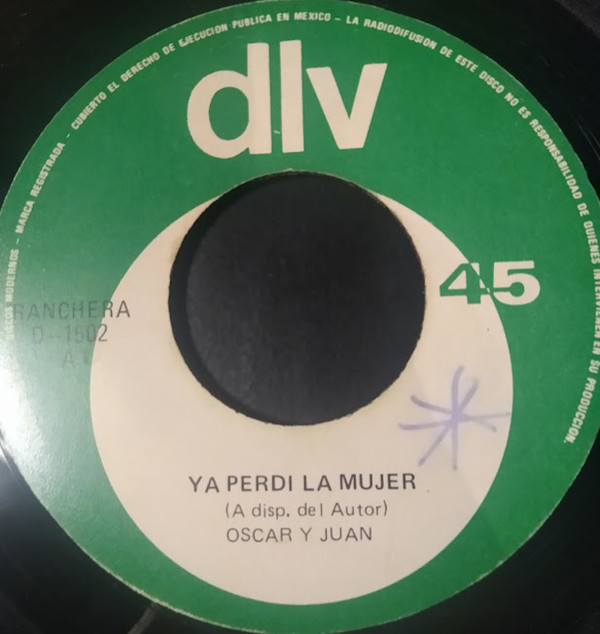 DISCOS MODERNOS - MARCA REGISTRADA - CUBIERTO EL DERECHO DE EJECUCION PUBLICA EN MEXICO - LA RADIODIFUSION DE ESTE DISCO NO ES RESPONSABILIDAD DE QUIENES INTERVIENEN EN SU PRODUCCION.
dlv
45
RANCHERA
D-1502
A
YA PERDI LA MUJER
(A disp. del Autor)
OSCAR Y JUAN